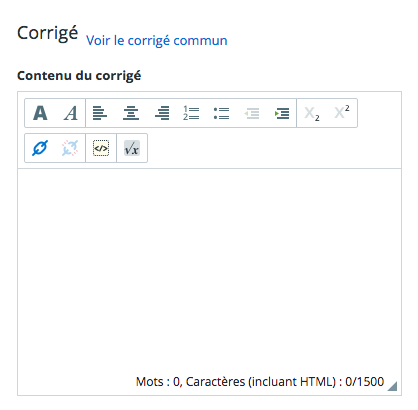 Corrigé Voir le corrigé commun
Contenu du corrigé
Mots : 0, Caractères (incluant HTML) : 0/1500